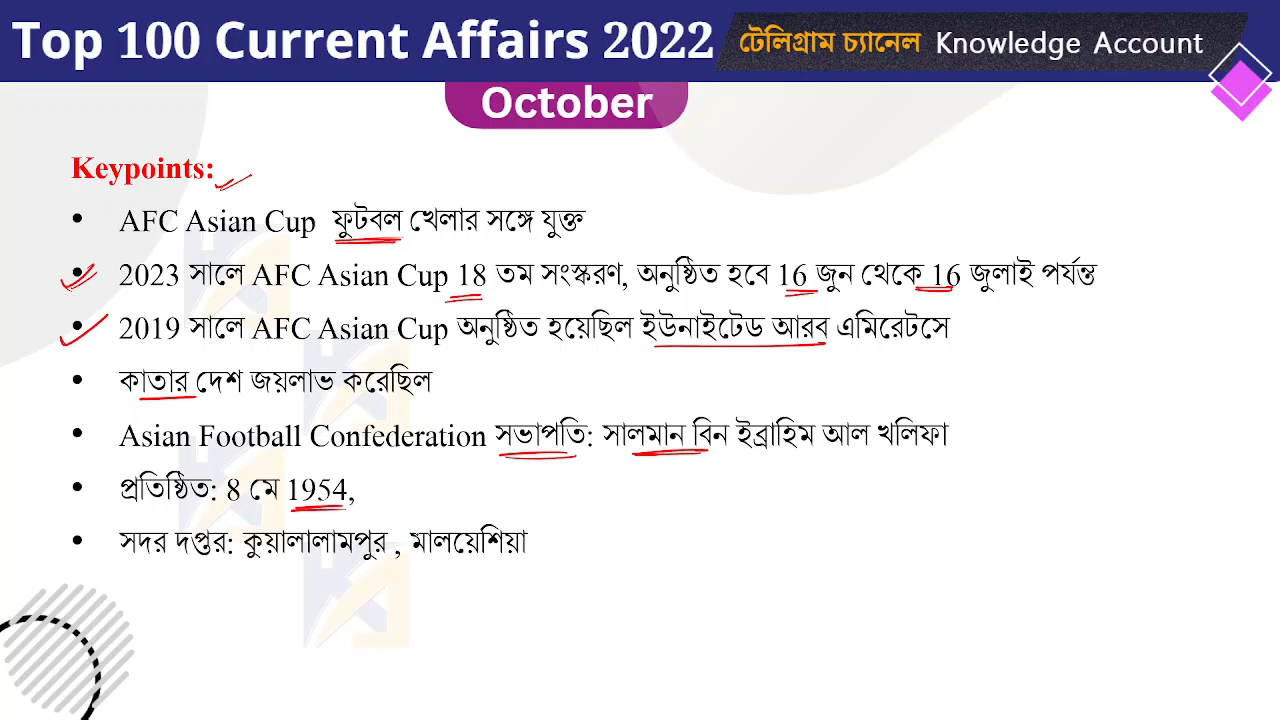 Top 100 Current Affairs 2022
টেলিগ্রাম চ্যানেল Knowledge Account
October
Keypoints:
• AFC Asian Cup ফুটবল খেলার সঙ্গে যুক্ত
• 2023 সালে AFC Asian Cup 18 তম সংস্করণ, অনুষ্ঠিত হবে 16 জুন থেকে 16 জুলাই পর্যন্ত
• 2019 সালে AFC Asian Cup অনুষ্ঠিত হয়েছিল ইউনাইটেড আরব এমিরেটসে
• কাতার দেশ জয়লাভ করেছিল
• Asian Football Confederation সভাপতি: সালমান বিন ইব্রাহিম আল খলিফা
• প্রতিষ্ঠিত: 8 মে 1954,
• সদর দপ্তর: কুয়ালালামপুর , মালয়েশিয়া